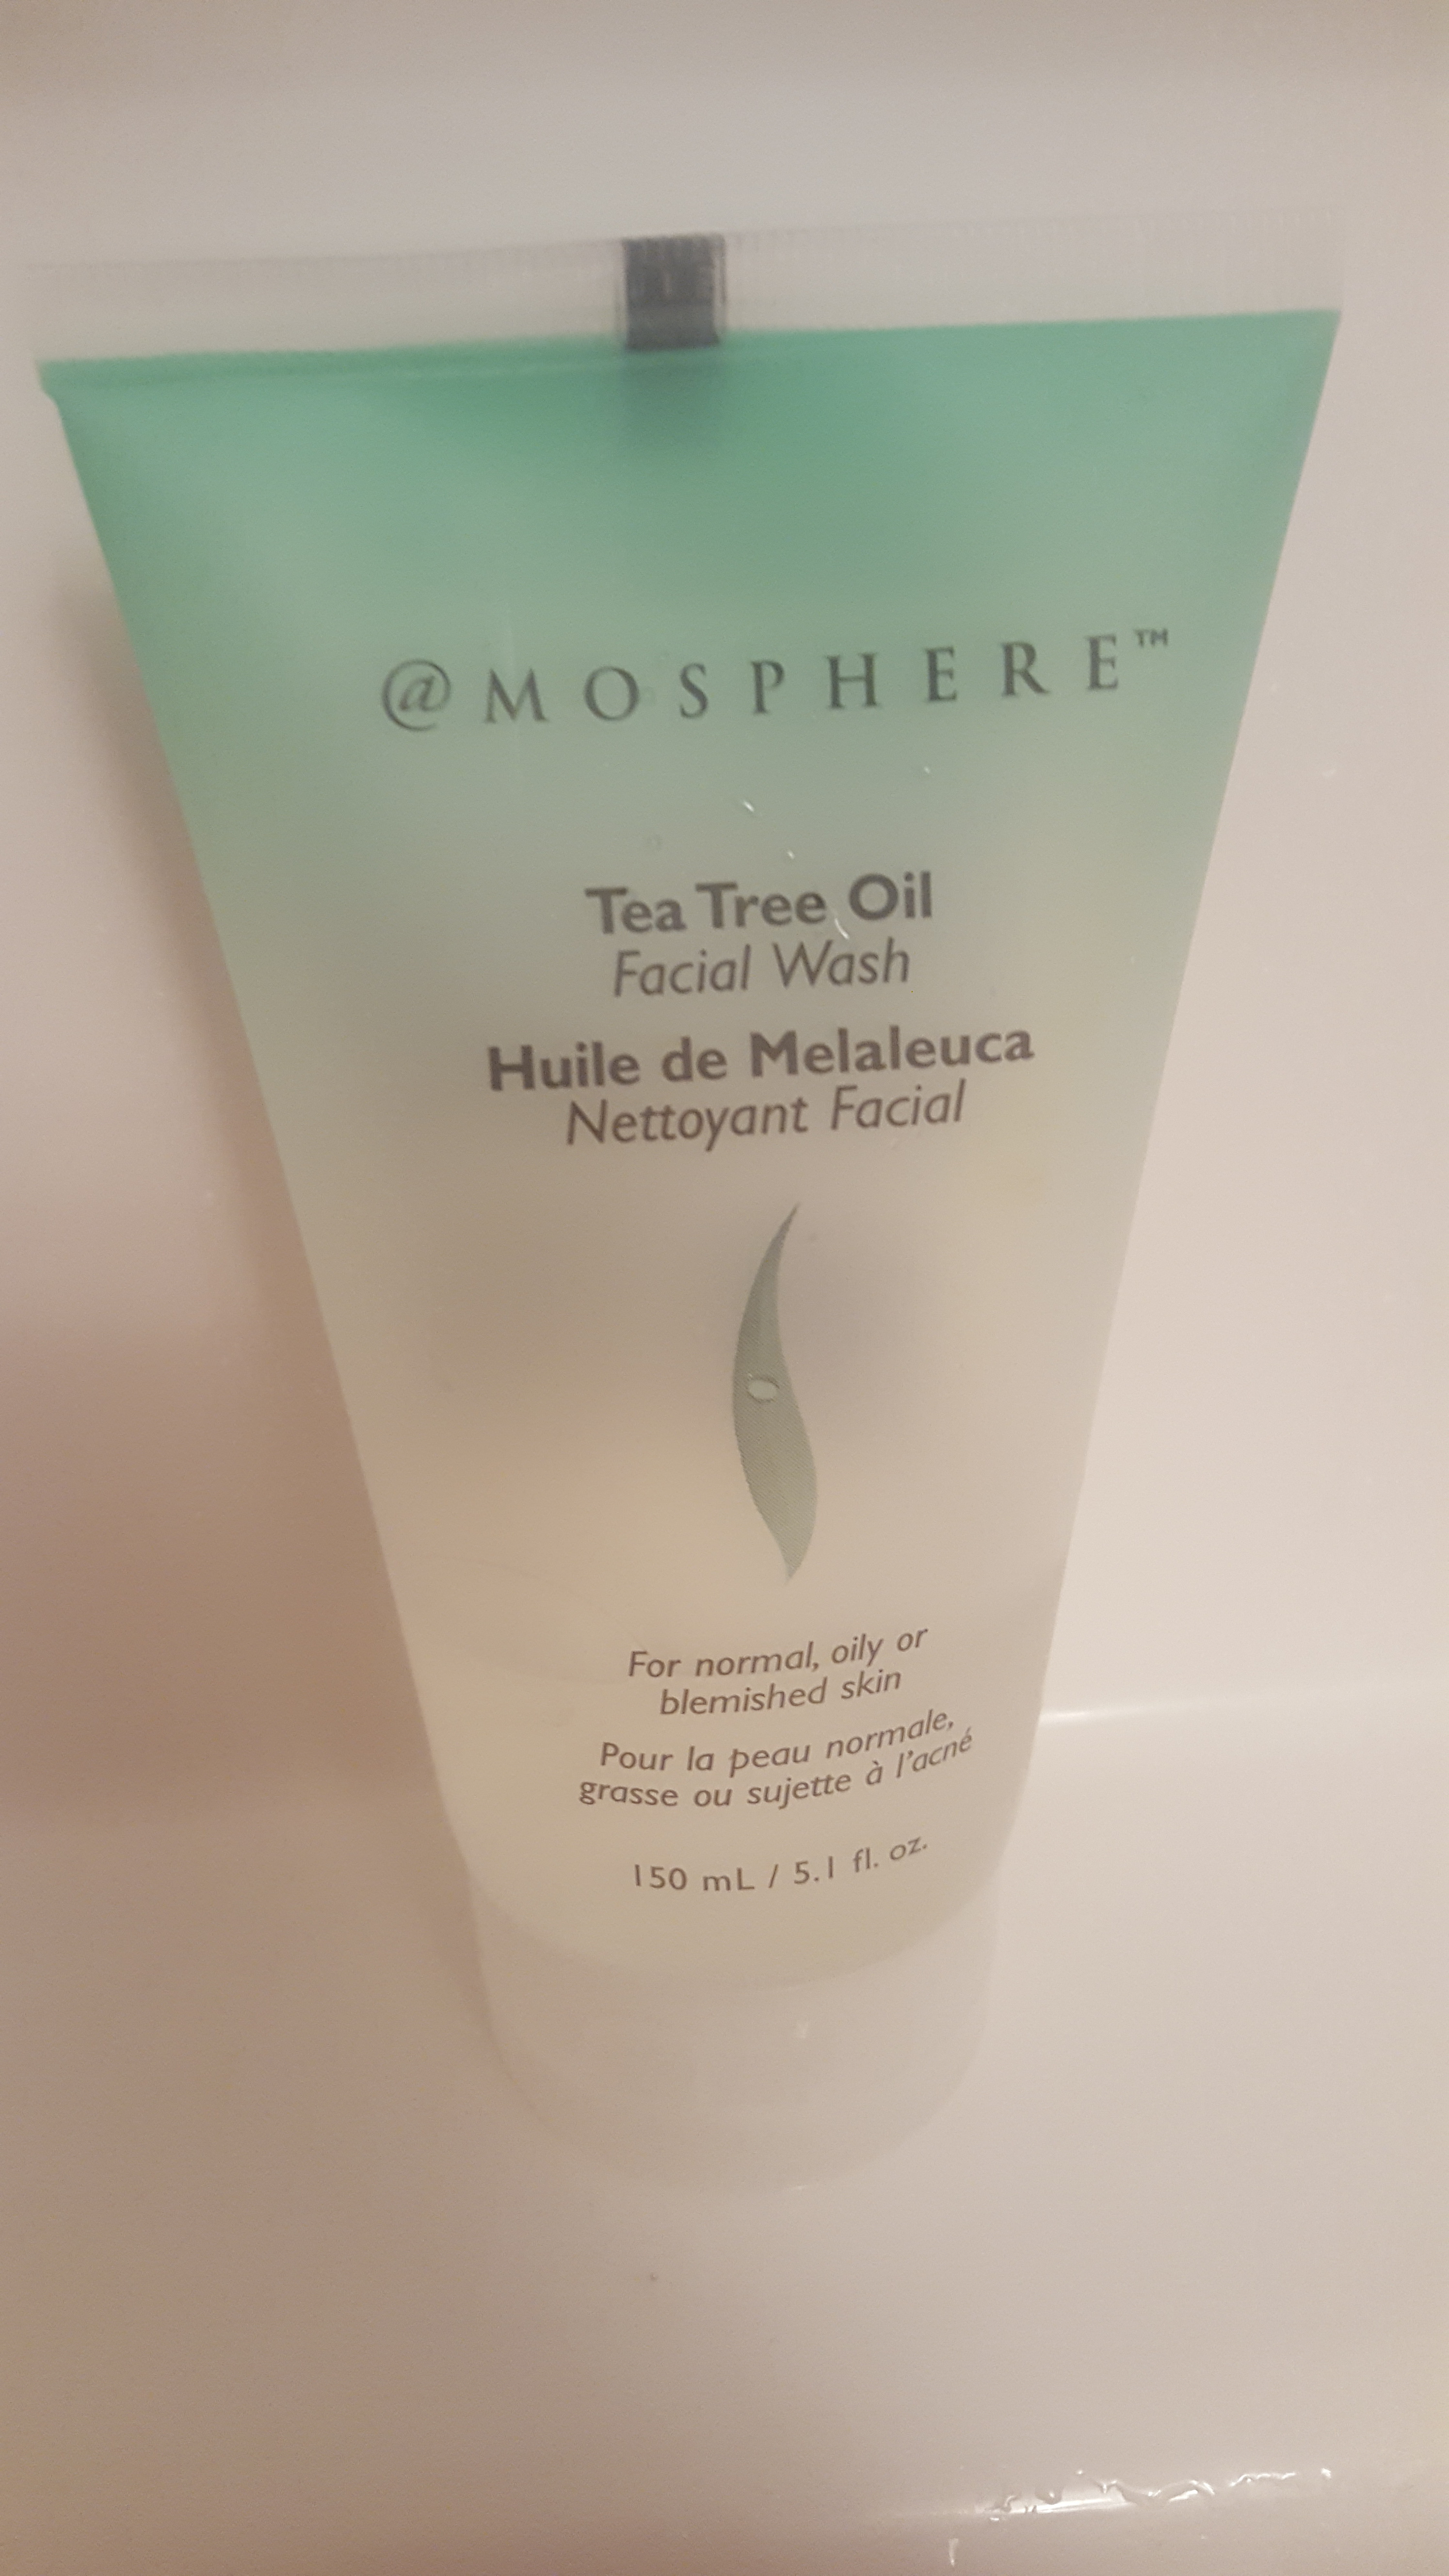 @MOSPHERE™
Tea Tree Oil
Facial Wash
Huile de Melaleuca
Nettoyant Facial
For normal, oily or
blemished skin
Pour la peau normale,
grasse ou sujette à l'acné
150 mL / 5.1 fl. oz.